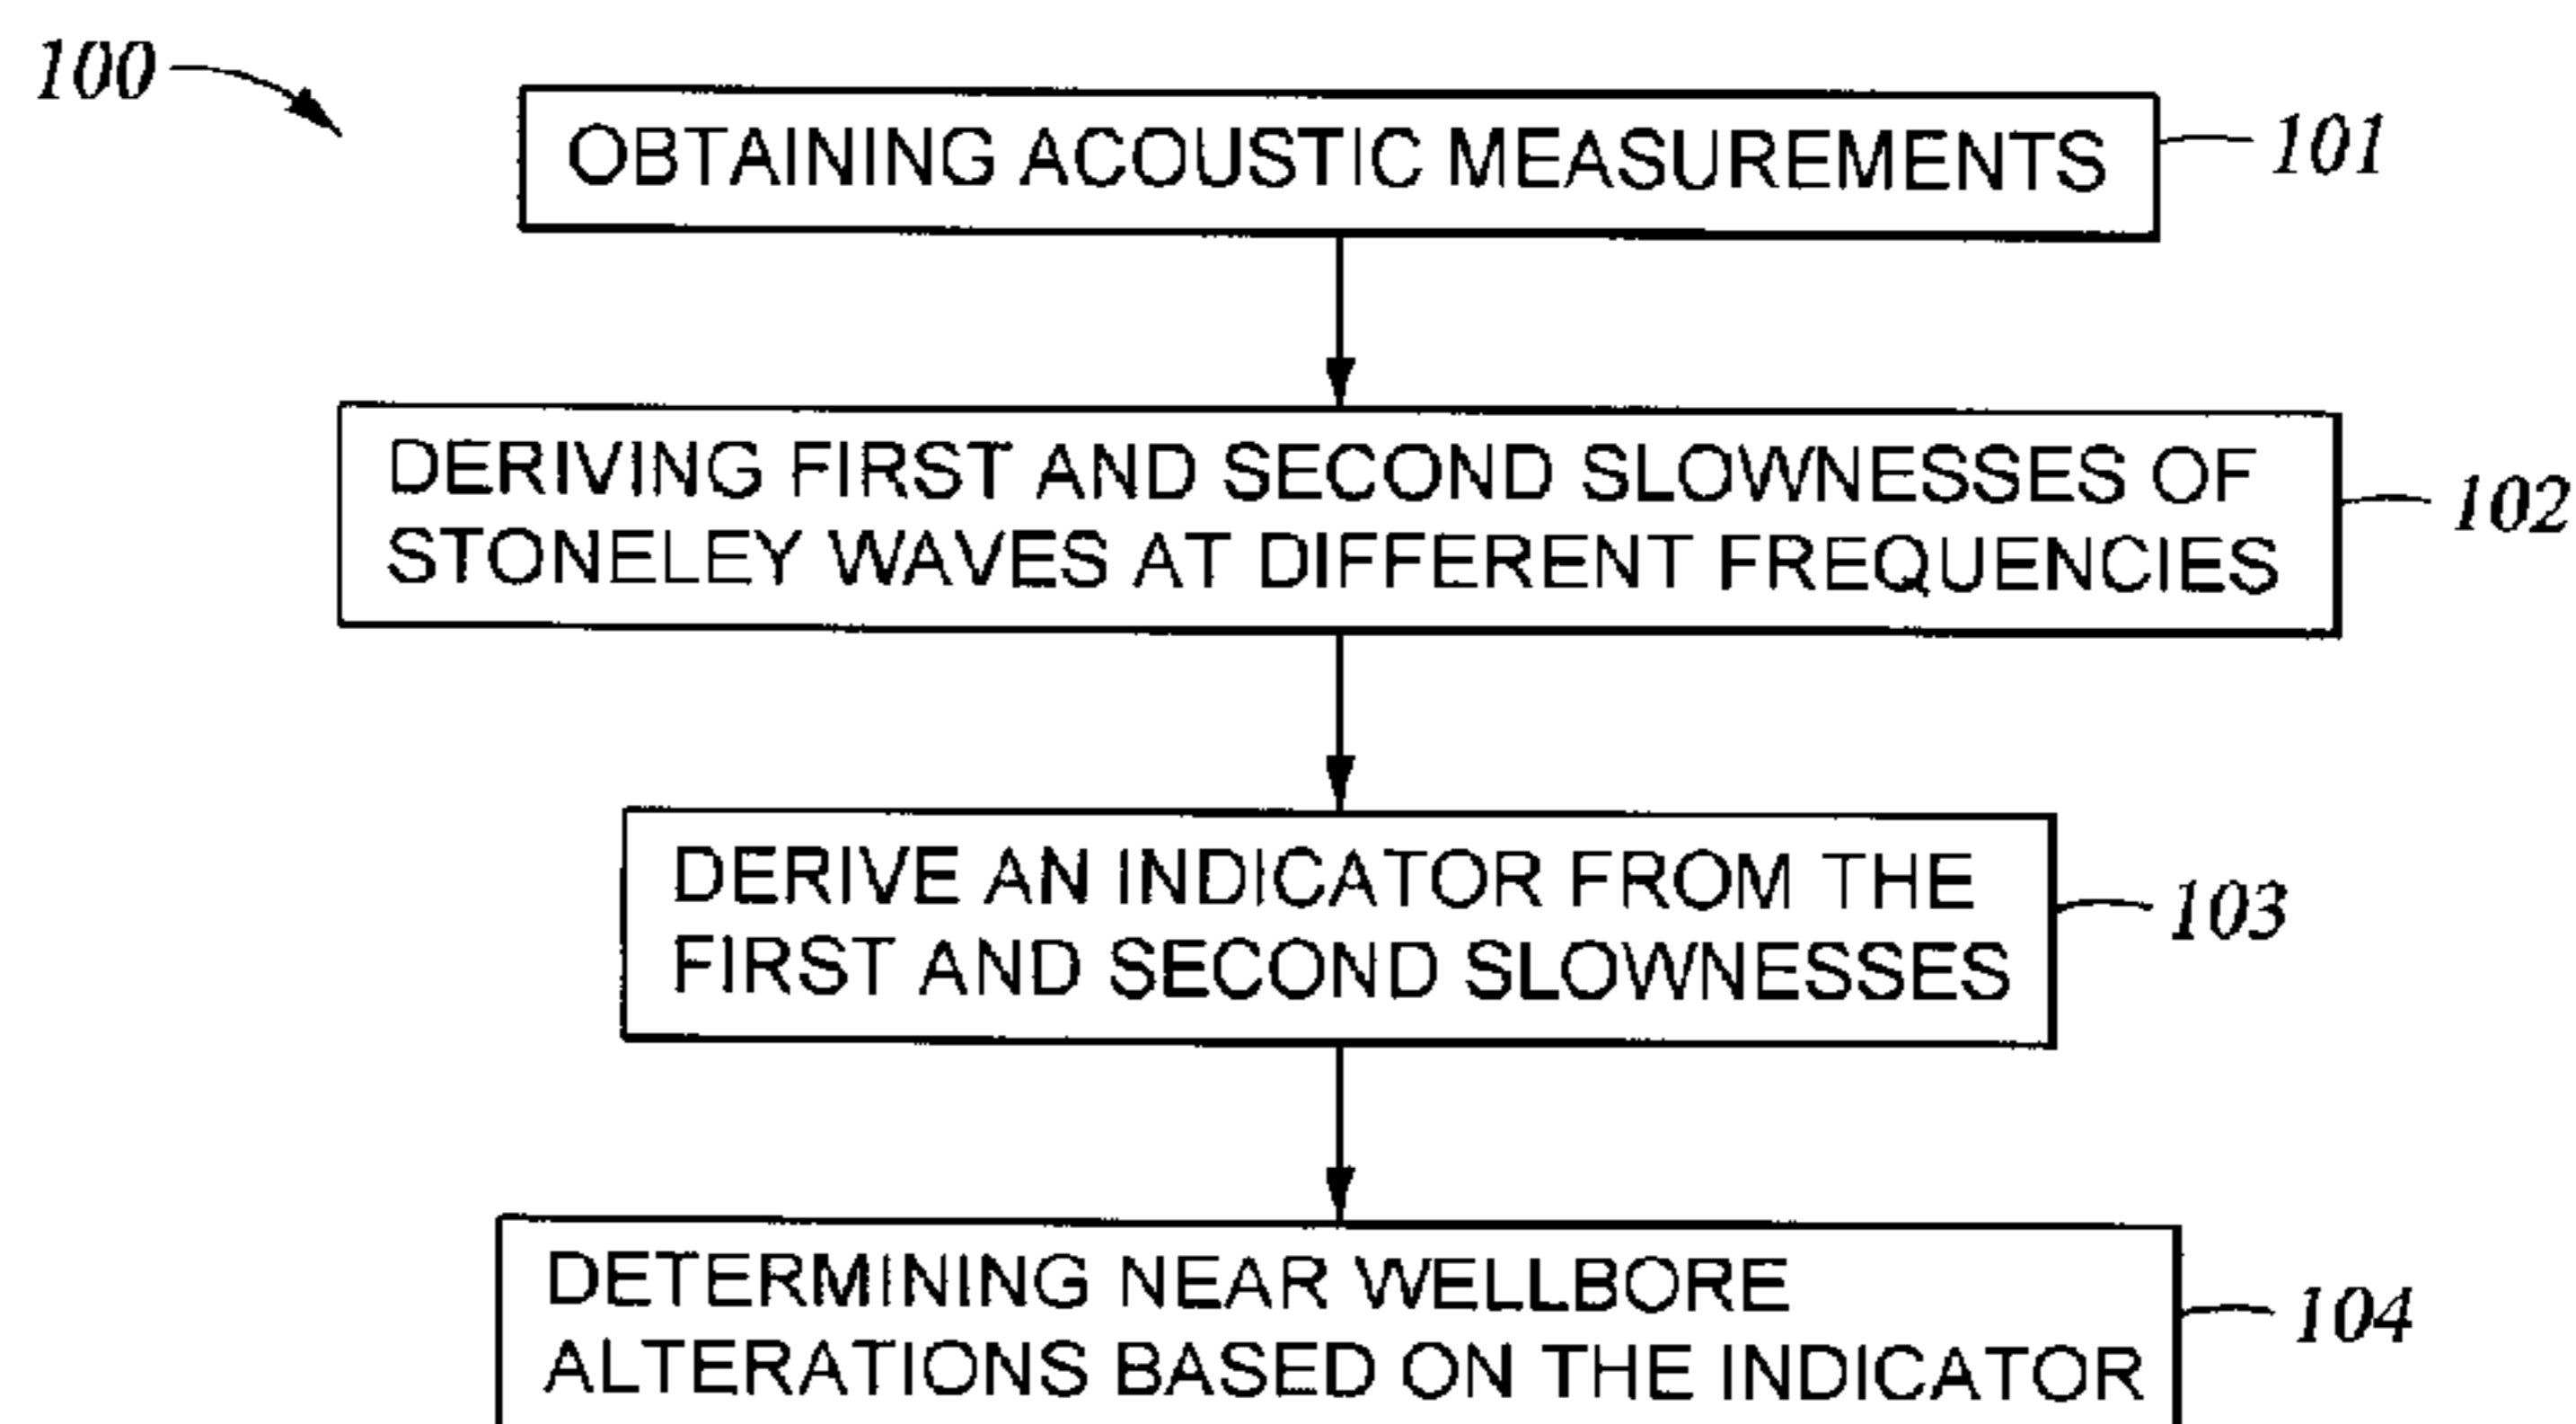 100
OBTAINING ACOUSTIC MEASUREMENTS
101
DERIVING FIRST AND SECOND SLOWNESSES OF
STONELEY WAVES AT DIFFERENT FREQUENCIES
102
DERIVE AN INDICATOR FROM THE
FIRST AND SECOND SLOWNESSES
103
DETERMINING NEAR WELLBORE
ALTERATIONS BASED ON THE INDICATOR
104